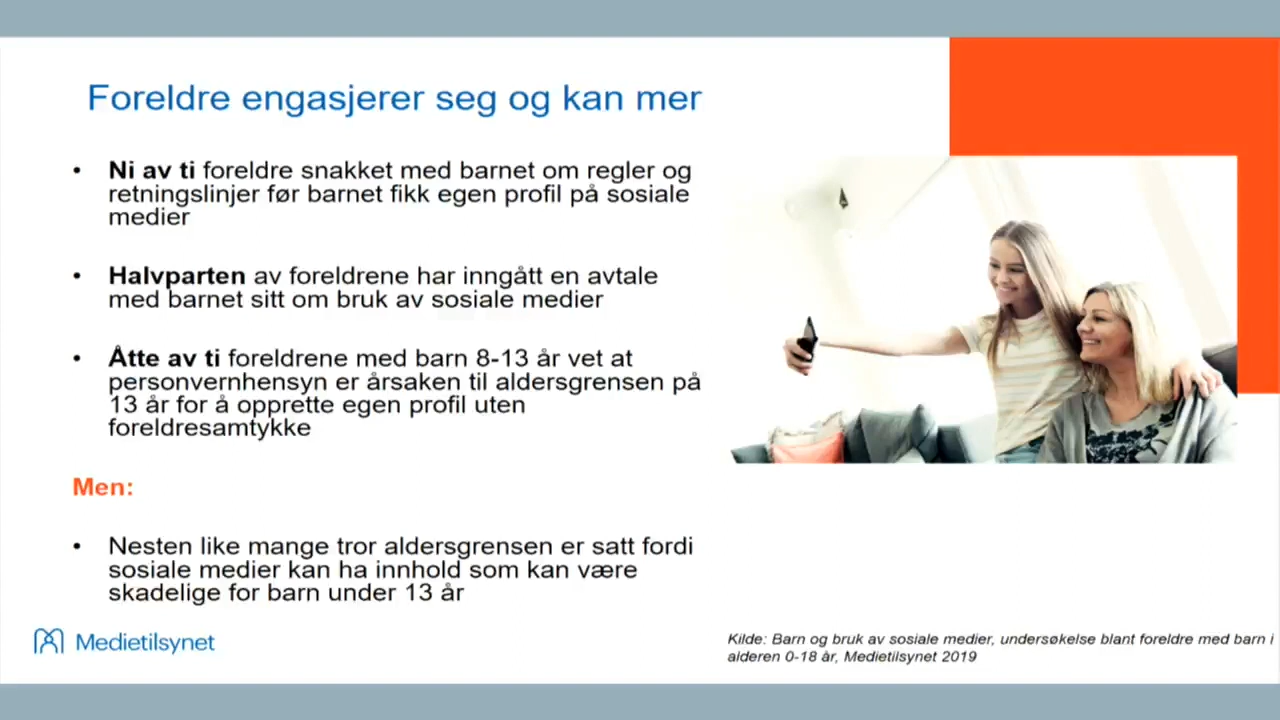 Foreldre engasjerer seg og kan mer
• Ni av ti foreldre snakket med barnet om regler og
retningslinjer før barnet fikk egen profil på sosiale
medier
• Halvparten av foreldrene har inngått en avtale
med barnet sitt om bruk av sosiale medier
• Åtte av ti foreldrene med barn 8-13 år vet at
personvernhensyn er årsaken til aldersgrensen på
13 år for å opprette egen profil uten
foreldresamtykke
Men:
• Nesten like mange tror aldersgrensen er satt fordi
sosiale medier kan ha innhold som kan være
skadelige for barn under 13 år
Medietilsynet
Kilde: Barn og bruk av sosiale medier, undersøkelse blant foreldre med barn i
alderen 0-18 år, Medietilsynet 2019